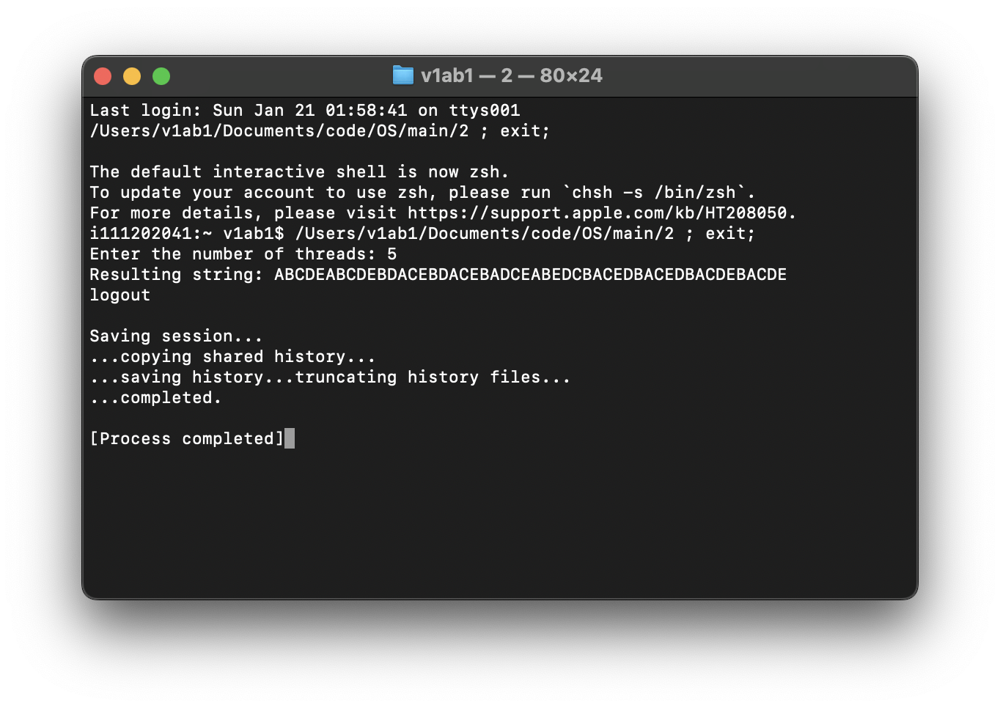 v1ab1 — 2 — 80×24
Last login: Sun Jan 21 01:58:41 on ttys001
/Users/v1ab1/Documents/code/OS/main/2 ; exit;
The default interactive shell is now zsh.
To update your account to use zsh, please run `chsh -s /bin/zsh`.
For more details, please visit https://support.apple.com/kb/HT208050.
i111202041:~ v1ab1$ /Users/v1ab1/Documents/code/OS/main/2 ; exit;
Enter the number of threads: 5
Resulting string: ABCDEABCDEBDACEBDACEBADCEABEDCBACEDBACEDBACDEBACDE
logout
Saving session...
...copying shared history...
...saving history...truncating history files...
...completed.
[Process completed]